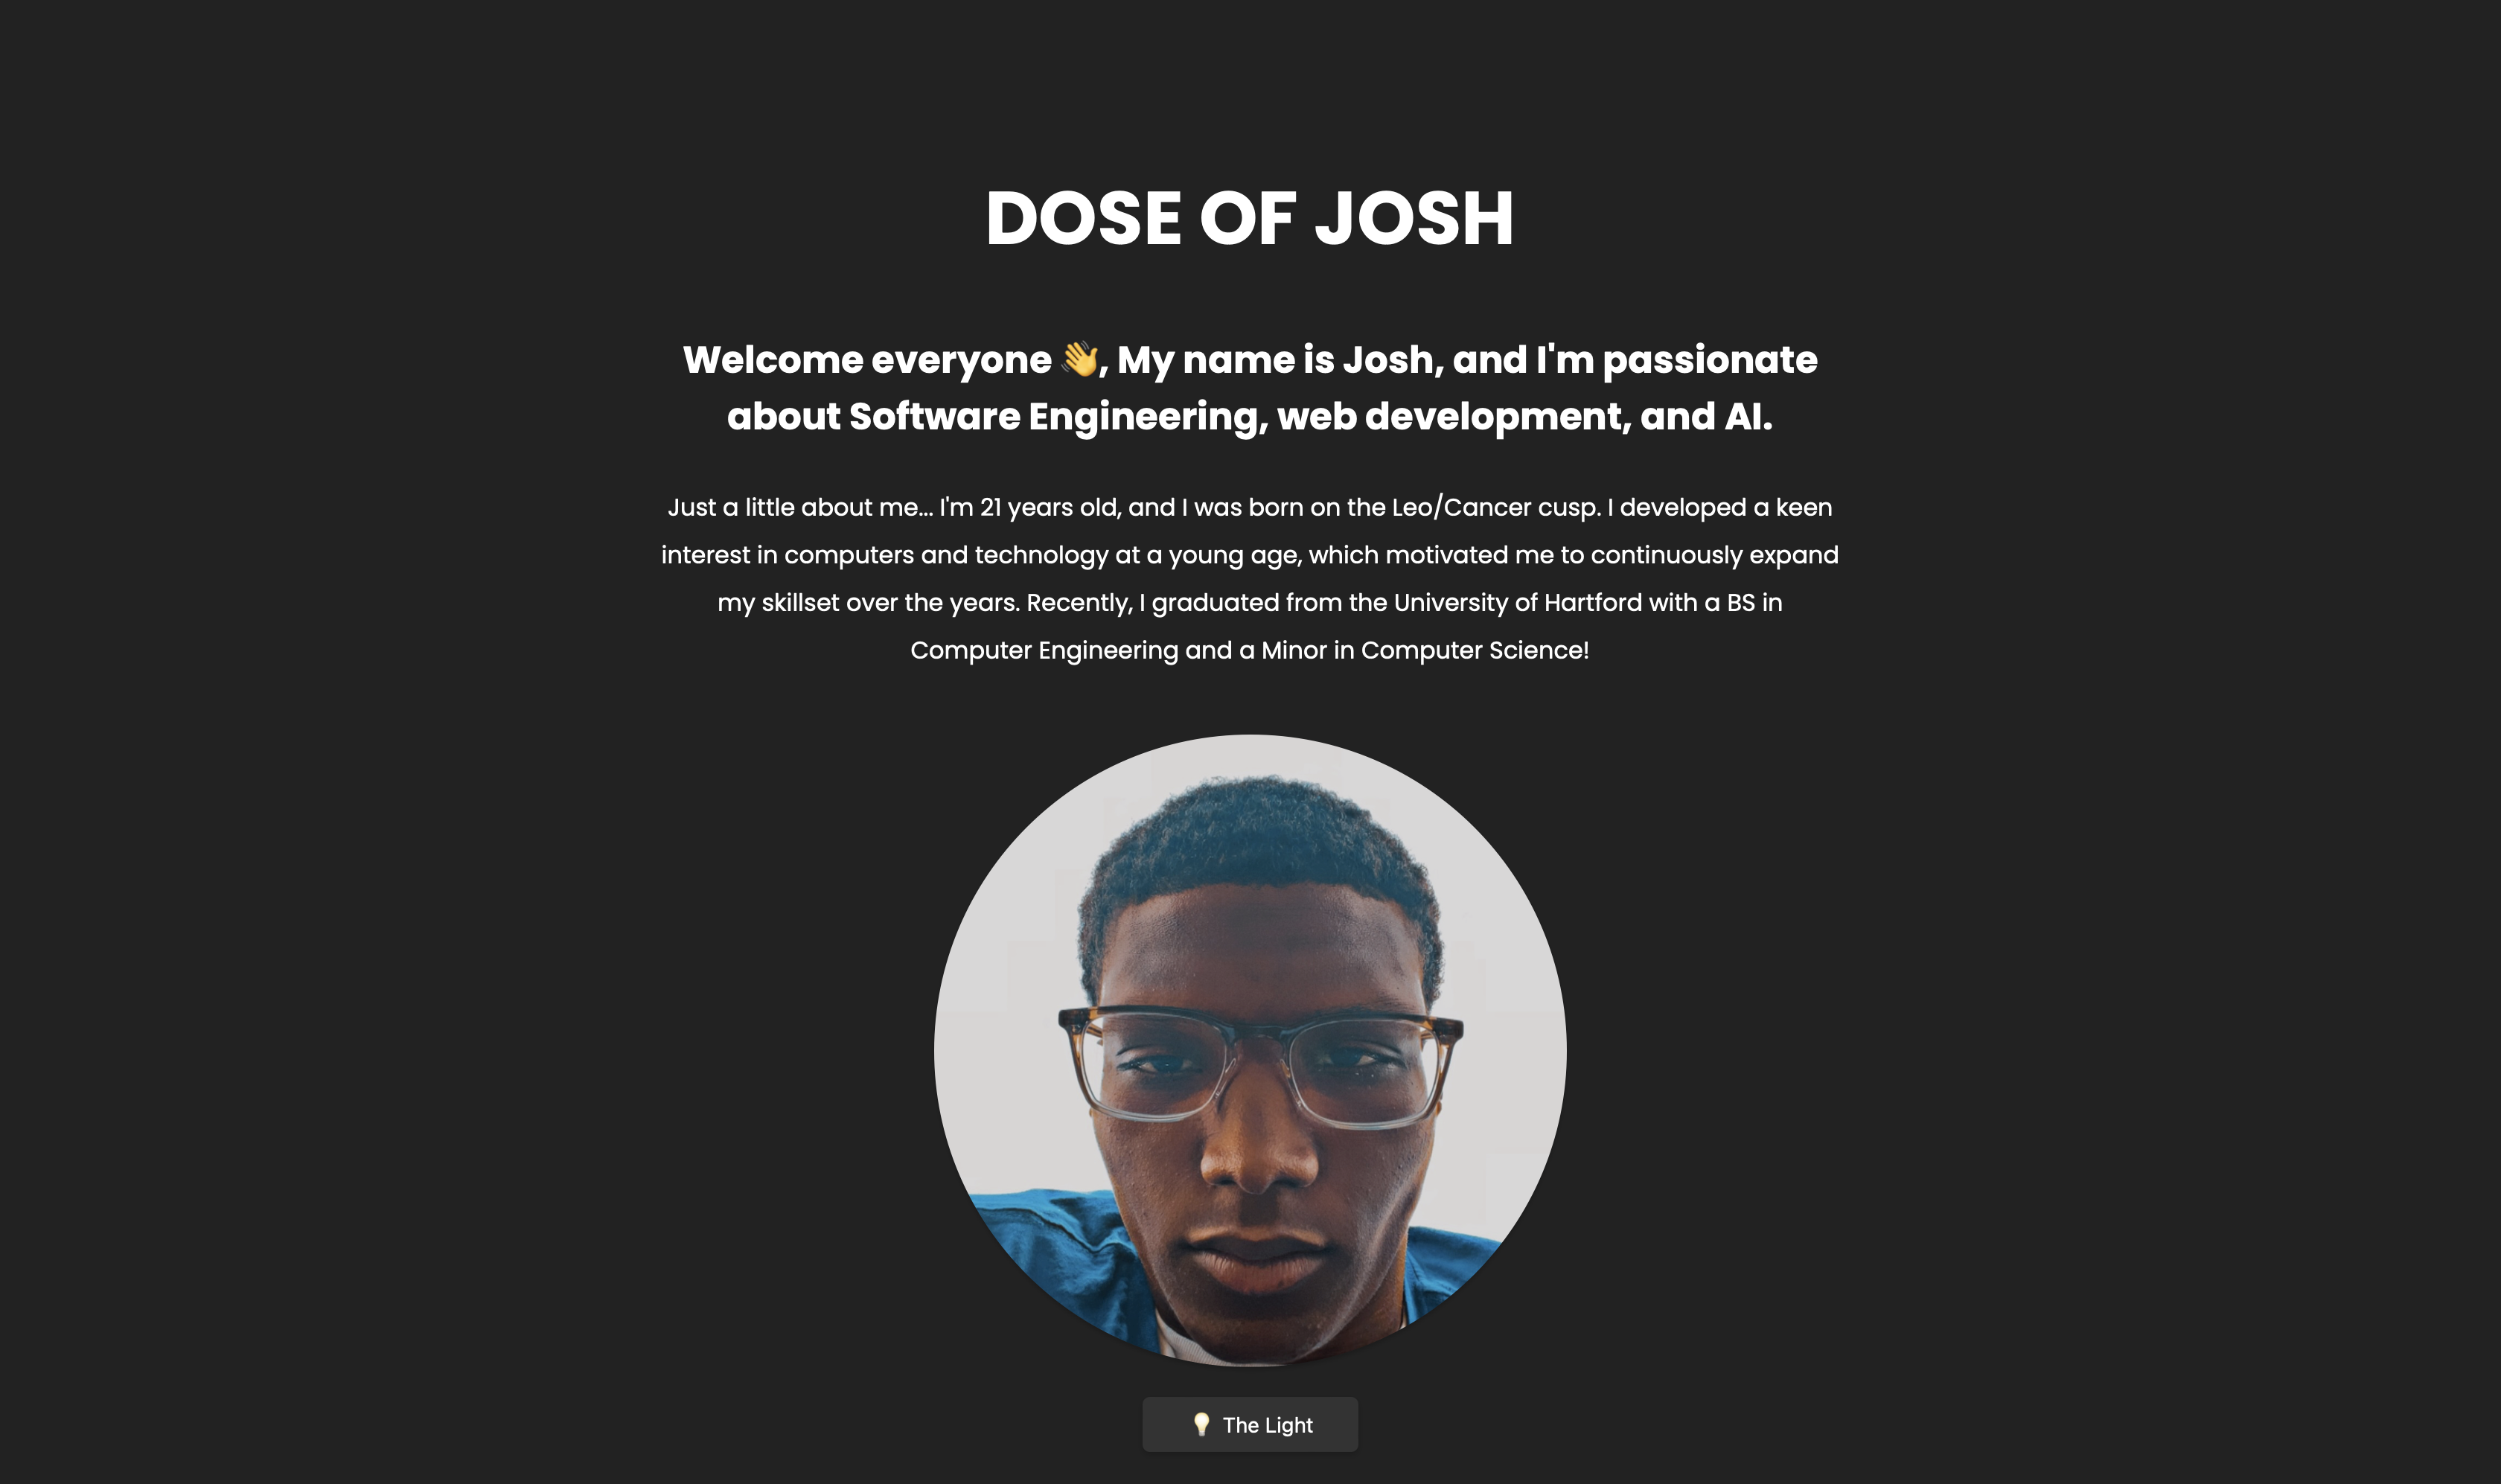 DOSE OF JOSH
Welcome everyone 👋, My name is Josh, and I'm passionate
about Software Engineering, web development, and AI.
Just a little about me... I'm 21 years old, and I was born on the Leo/Cancer cusp. I developed a keen
interest in computers and technology at a young age, which motivated me to continuously expand
my skillset over the years. Recently, I graduated from the University of Hartford with a BS in
Computer Engineering and a Minor in Computer Science!
💡 The Light